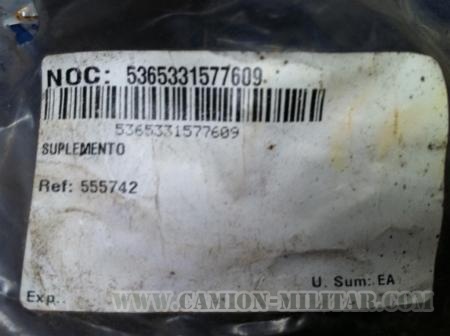 NOC: 5365331577609
5365331577609
SUPLEMENTO
Ref: 555742
U. Sum: EA
Exp..
WWW.CAMION-MILITAR.COM/